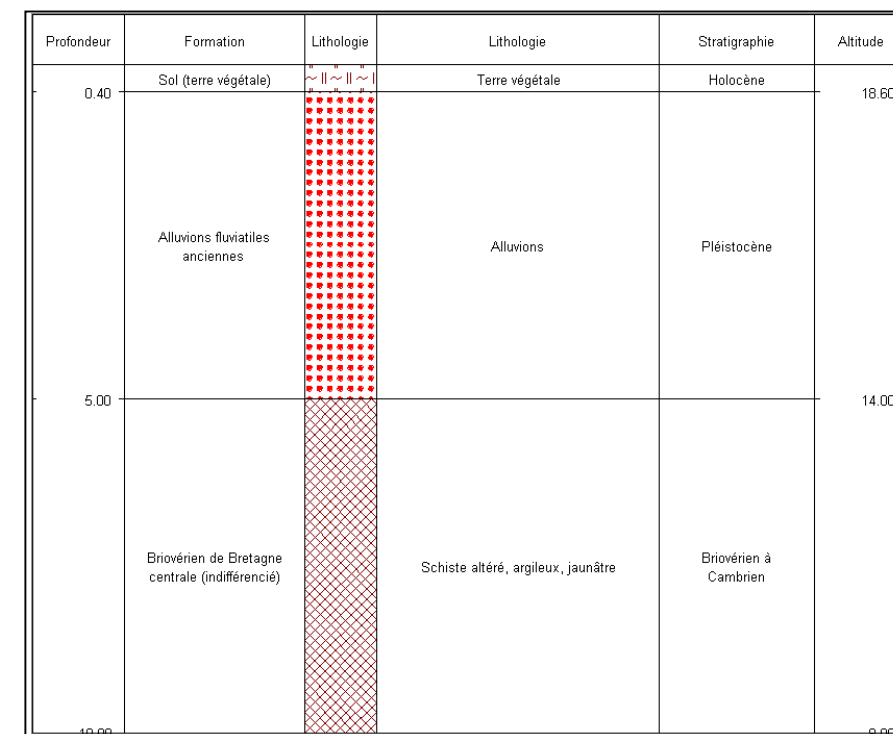 Profondeur Formation Lithologie Lithologie Stratigraphie Altitude
Sol (terre végétale) Terre végétale Holocène
0.40 18.60
Alluvions fluviatiles
anciennes
Alluvions
Pléistocène
5.00 14.00
Briovérien de Bretagne
centrale (indifférencié)
Schiste altéré, argileux, jaunâtre
Briovérien à
Cambrien